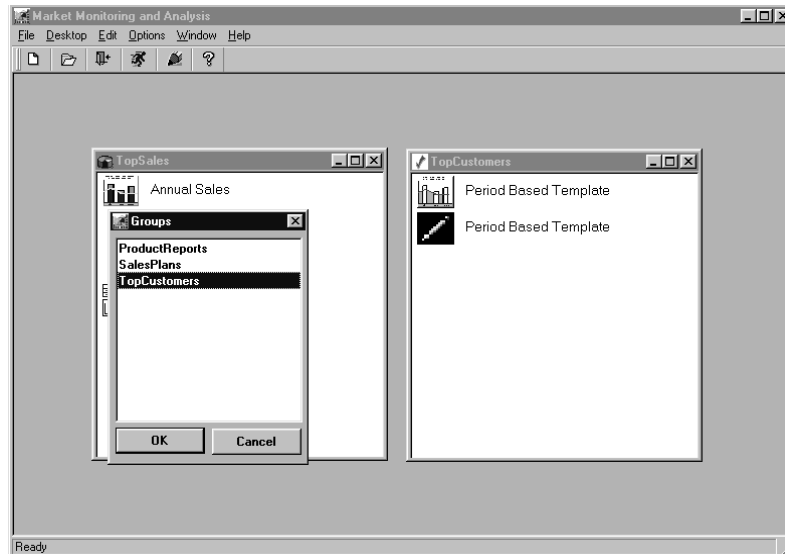 Market Monitoring and Analysis
File Desktop Edit Options Window Help
TopSales
Annual Sales
Groups
ProductReports
SalesPlans
TopCustomers
OK Cancel
TopCustomers
Period Based Template
Period Based Template
Ready